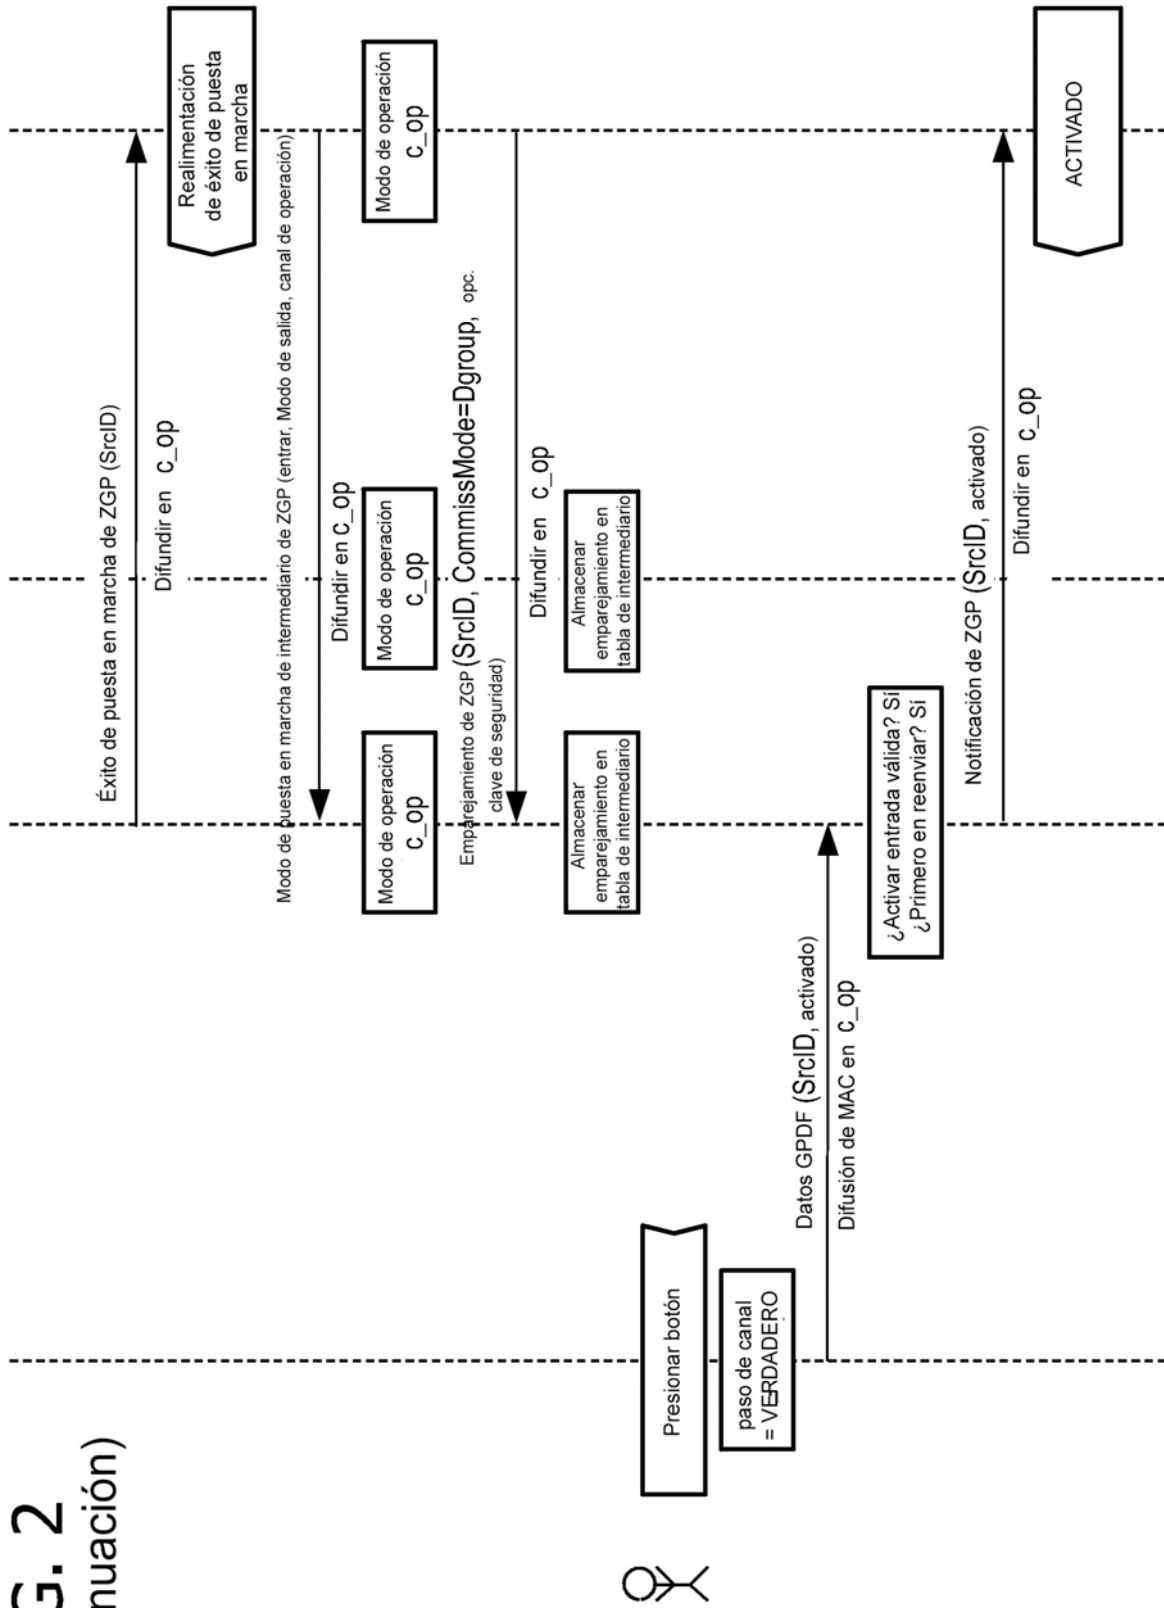 G. 2
nuación)
Éxito de puesta en marcha de ZGP (SrcID)
Difundir en c_op
Realimentación
de éxito de puesta
en marcha
Modo de puesta en marcha de intermediario de ZGP (entrar, Modo de salida, canal de operación)
Difundir en c_op
Modo de operación
c_op
Modo de operación
c_op
Modo de operación
c_op
Emparejamiento de ZGP (SrcID, CommissMode=Dgroup, opc.
clave de seguridad)
Difundir en c_op
Almacenar
emparejamiento en
tabla de intermediario
Almacenar
emparejamiento en
tabla de intermediario
Presionar botón
paso de canal
= VERDADERO
Datos GPDF (SrcID, activado)
Difusión de MAC en c_op
¿Activar entrada válida? Sí
¿Primero en reenviar? Sí
Notificación de ZGP (SrcID, activado)
Difundir en c_op
ACTIVADO